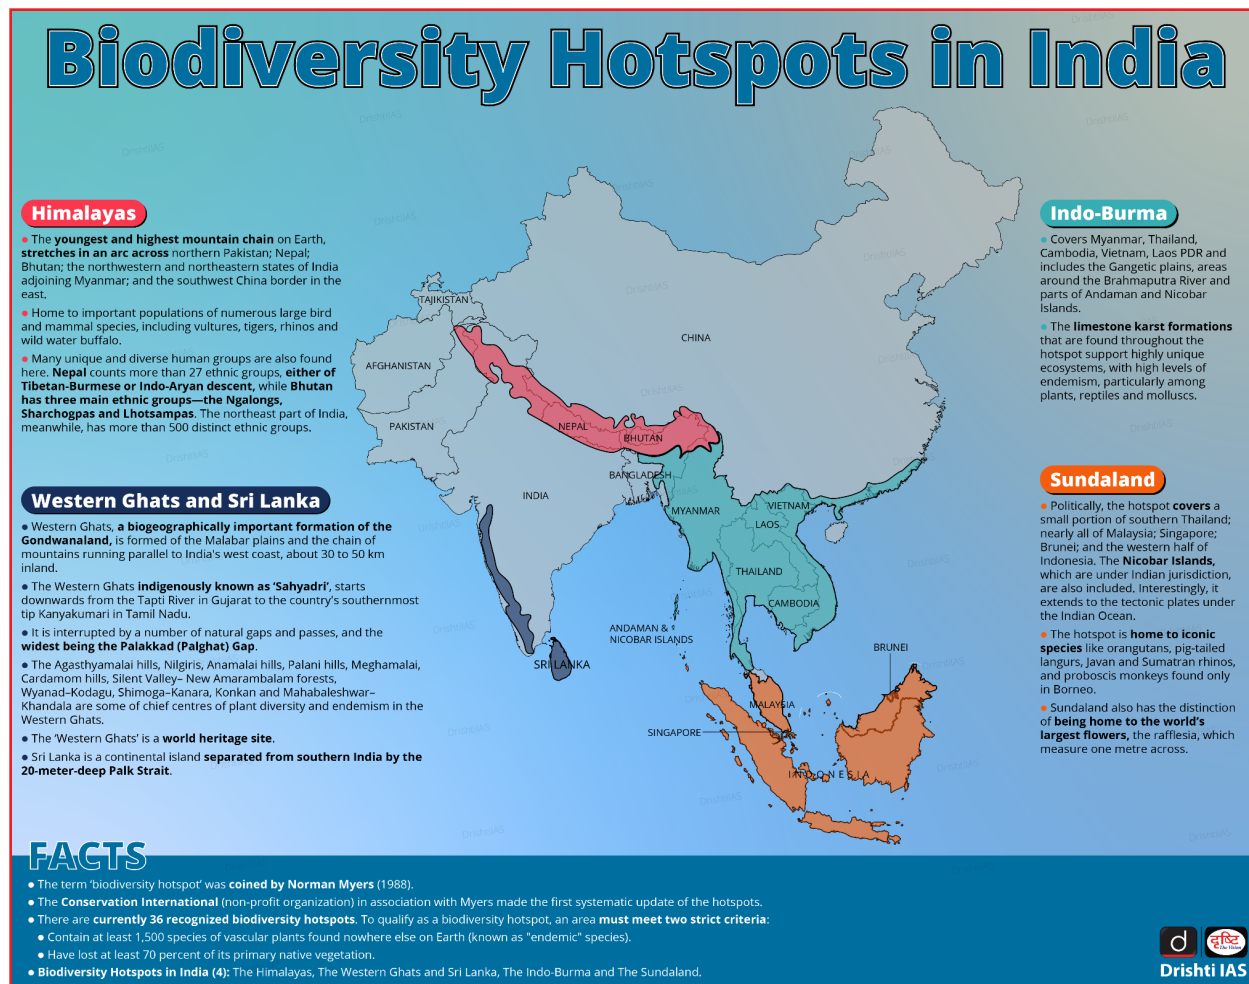 Biodiversity Hotspots in India
Himalayas
● The youngest and highest mountain chain on Earth,
stretches in an arc across northern Pakistan; Nepal;
Bhutan; the northwestern and northeastern states of India
adjoining Myanmar; and the southwest China border in the
east.
● Home to important populations of numerous large bird
and mammal species, including vultures, tigers, rhinos and
wild water buffalo.
● Many unique and diverse human groups are also found
here. Nepal counts more than 27 ethnic groups, either of
Tibetan-Burmese or Indo-Aryan descent, while Bhutan
has three main ethnic groups—the Ngalongs,
Sharchogpas and Lhotsampas. The northeast part of India,
meanwhile, has more than 500 distinct ethnic groups.
Western Ghats and Sri Lanka
● Western Ghats, a biogeographically important formation of the
Gondwanaland, is formed of the Malabar plains and the chain of
mountains running parallel to India's west coast, about 30 to 50 km
inland.
● The Western Ghats indigenously known as ‘Sahyadri’, starts
downwards from the Tapti River in Gujarat to the country's southernmost
tip Kanyakumari in Tamil Nadu.
● It is interrupted by a number of natural gaps and passes, and the
widest being the Palakkad (Palghat) Gap.
● The Agasthyamalai hills, Nilgiris, Anamalai hills, Palani hills, Meghamalai,
Cardamom hills, Silent Valley– New Amarambalam forests,
Wyanad–Kodagu, Shimoga–Kanara, Konkan and Mahabaleshwar–
Khandala are some of chief centres of plant diversity and endemism in the
Western Ghats.
● The ‘Western Ghats’ is a world heritage site.
● Sri Lanka is a continental island separated from southern India by the
20-meter-deep Palk Strait.
TAJIKISTAN
AFGHANISTAN
PAKISTAN
CHINA
NEPAL
BHUTAN
BANGLADESH
INDIA
MYANMAR
VIETNAM
LAOS
THAILAND
CAMBODIA
ANDAMAN &
NICOBAR ISLANDS
SRI LANKA
BRUNEI
MALAYSIA
SINGAPORE
INDONESIA
Indo-Burma
● Covers Myanmar, Thailand,
Cambodia, Vietnam, Laos PDR and
includes the Gangetic plains, areas
around the Brahmaputra River and
parts of Andaman and Nicobar
Islands.
● The limestone karst formations
that are found throughout the
hotspot support highly unique
ecosystems, with high levels of
endemism, particularly among
plants, reptiles and molluscs.
Sundaland
● Politically, the hotspot covers a
small portion of southern Thailand;
nearly all of Malaysia; Singapore;
Brunei; and the western half of
Indonesia. The Nicobar Islands,
which are under Indian jurisdiction,
are also included. Interestingly, it
extends to the tectonic plates under
the Indian Ocean.
● The hotspot is home to iconic
species like orangutans, pig-tailed
langurs, Javan and Sumatran rhinos,
and proboscis monkeys found only
in Borneo.
● Sundaland also has the distinction
of being home to the world's
largest flowers, the rafflesia, which
measure one metre across.
FACTS
● The term ‘biodiversity hotspot’ was coined by Norman Myers (1988).
● The Conservation International (non-profit organization) in association with Myers made the first systematic update of the hotspots.
● There are currently 36 recognized biodiversity hotspots. To qualify as a biodiversity hotspot, an area must meet two strict criteria:
● Contain at least 1,500 species of vascular plants found nowhere else on Earth (known as "endemic" species).
● Have lost at least 70 percent of its primary native vegetation.
● Biodiversity Hotspots in India (4): The Himalayas, The Western Ghats and Sri Lanka, The Indo-Burma and The Sundaland.
d
दृष्टि
The Vision
Drishti IAS